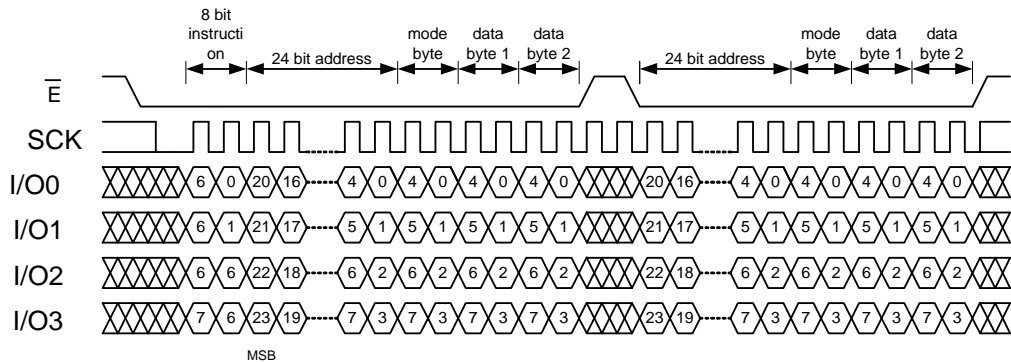 8 bit
instructi
on
24 bit address
mode
byte
data
byte 1
data
byte 2
24 bit address
mode
byte
data
byte 1
data
byte 2
E
SCK
I/O0 6 0 20 16 4 0 4 0 4 0 4 0 20 16 4 0 4 0 4 0 4 0
I/O1 6 1 21 17 5 1 5 1 5 1 5 1 21 17 5 1 5 1 5 1 5 1
I/O2 6 6 22 18 6 2 6 2 6 2 6 2 22 18 6 2 6 2 6 2 6 2
I/O3 7 6 23 19 7 3 7 3 7 3 7 3 23 19 7 3 7 3 7 3 7 3
MSB